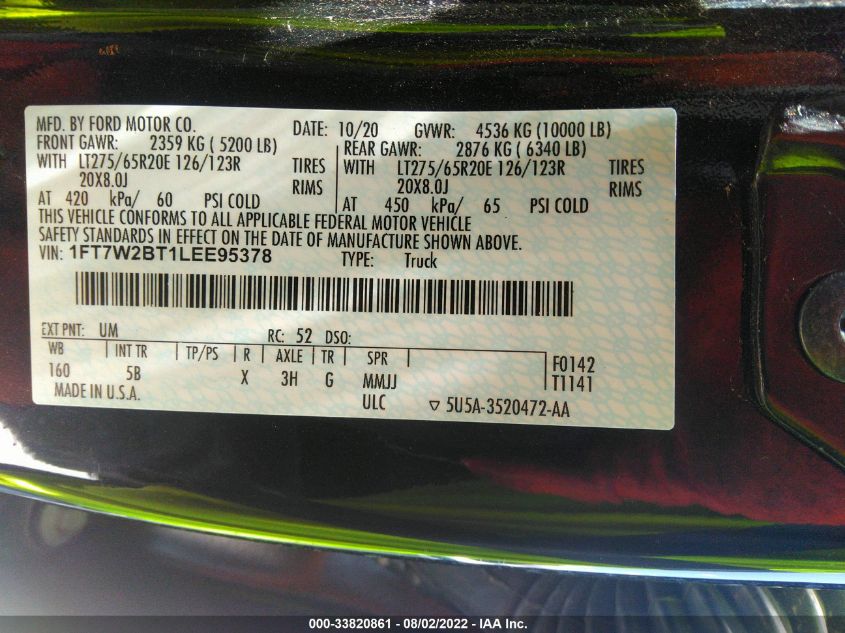 MFD. BY FORD MOTOR CO. DATE: 10/20 GVWR: 4536 KG (10000 LB)
FRONT GAWR: 2359 KG ( 5200 LB) REAR GAWR: 2876 KG ( 6340 LB)
WITH LT275/65R20E 126/123R TIRES WITH LT275/65R20E 126/123R TIRES
20X8.0J RIMS 20X8.0J RIMS
AT 420 kPa/ 60 PSI COLD AT 450 kPa/ 65 PSI COLD
THIS VEHICLE CONFORMS TO ALL APPLICABLE FEDERAL MOTOR VEHICLE
SAFETY STANDARDS IN EFFECT ON THE DATE OF MANUFACTURE SHOWN ABOVE.
VIN: 1FT7W2BT1LEE95378 TYPE: Truck
EXT PNT: UM RC: 52 DSO:
WB INT TR TP/PS R AXLE TR SPR F0142
160 5B X 3H G MMJJ T1141
MADE IN U.S.A. ULC ▽ 5U5A-3520472-AA
000-33820861 - 08/02/2022 - IAA Inc.